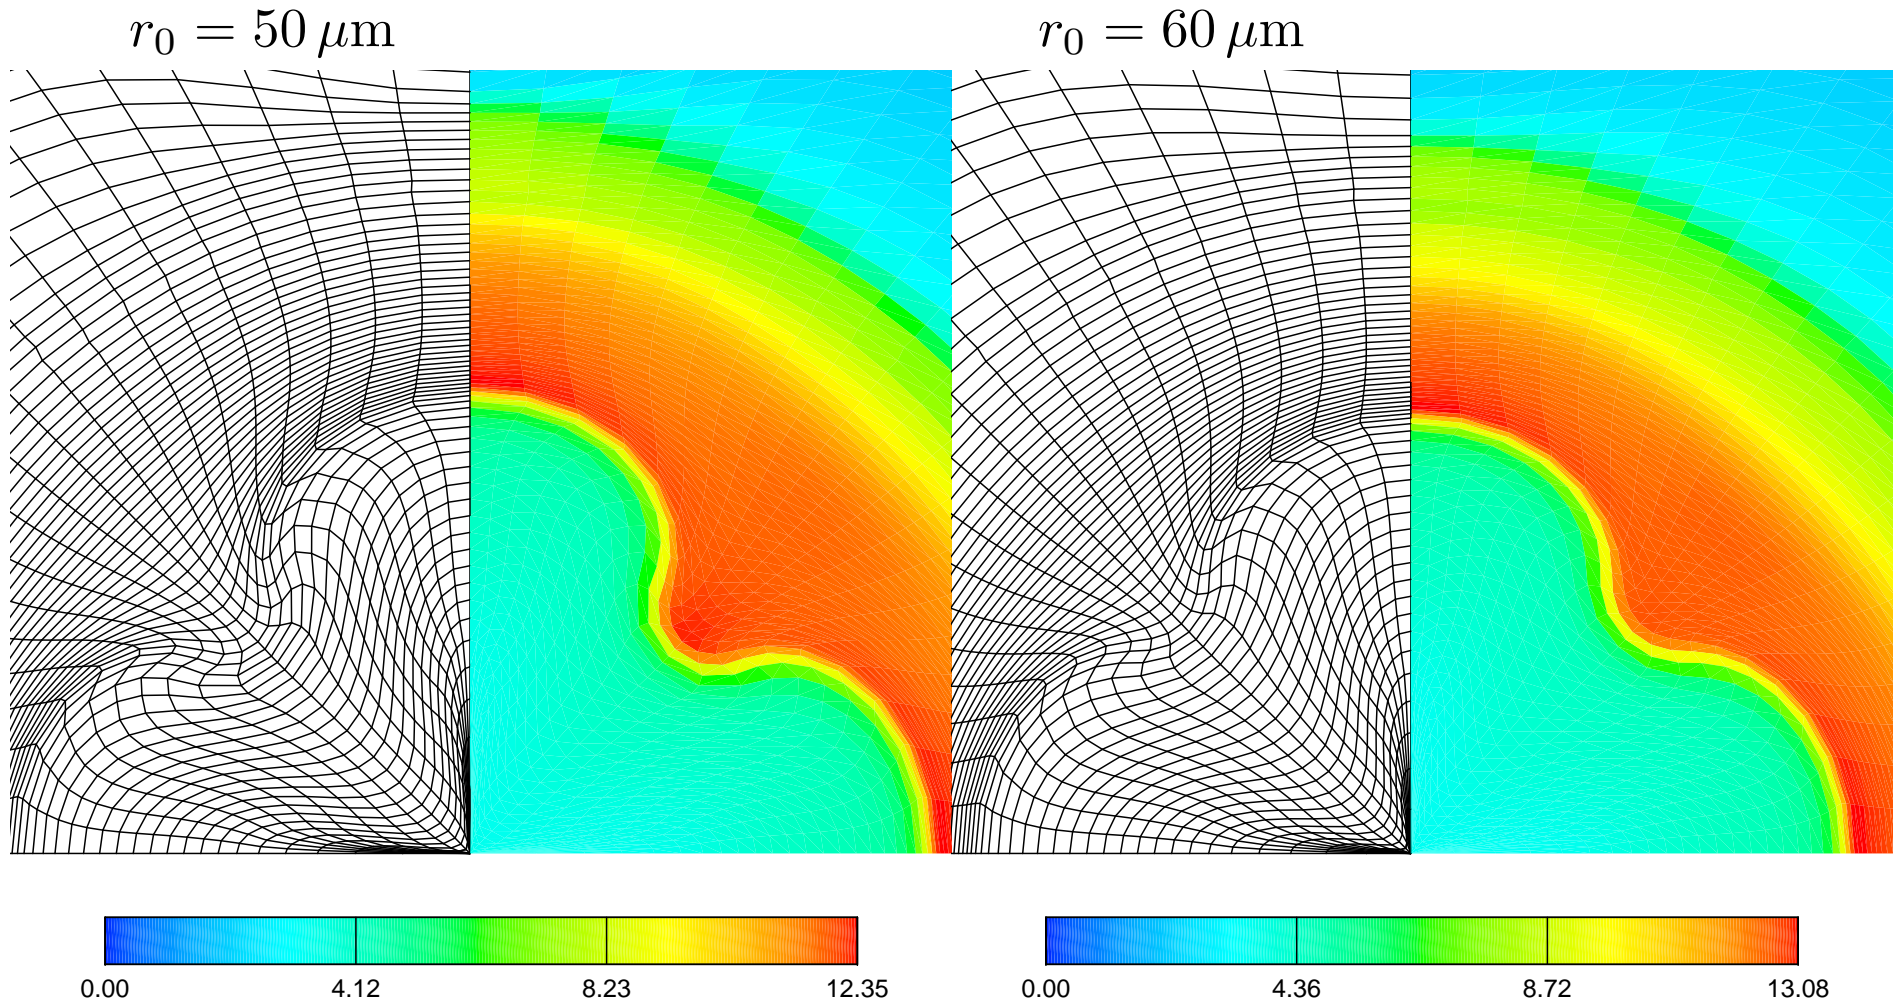 r₀ = 50 μm r₀ = 60 μm
0.00 4.12 8.23 12.35 0.00 4.36 8.72 13.08